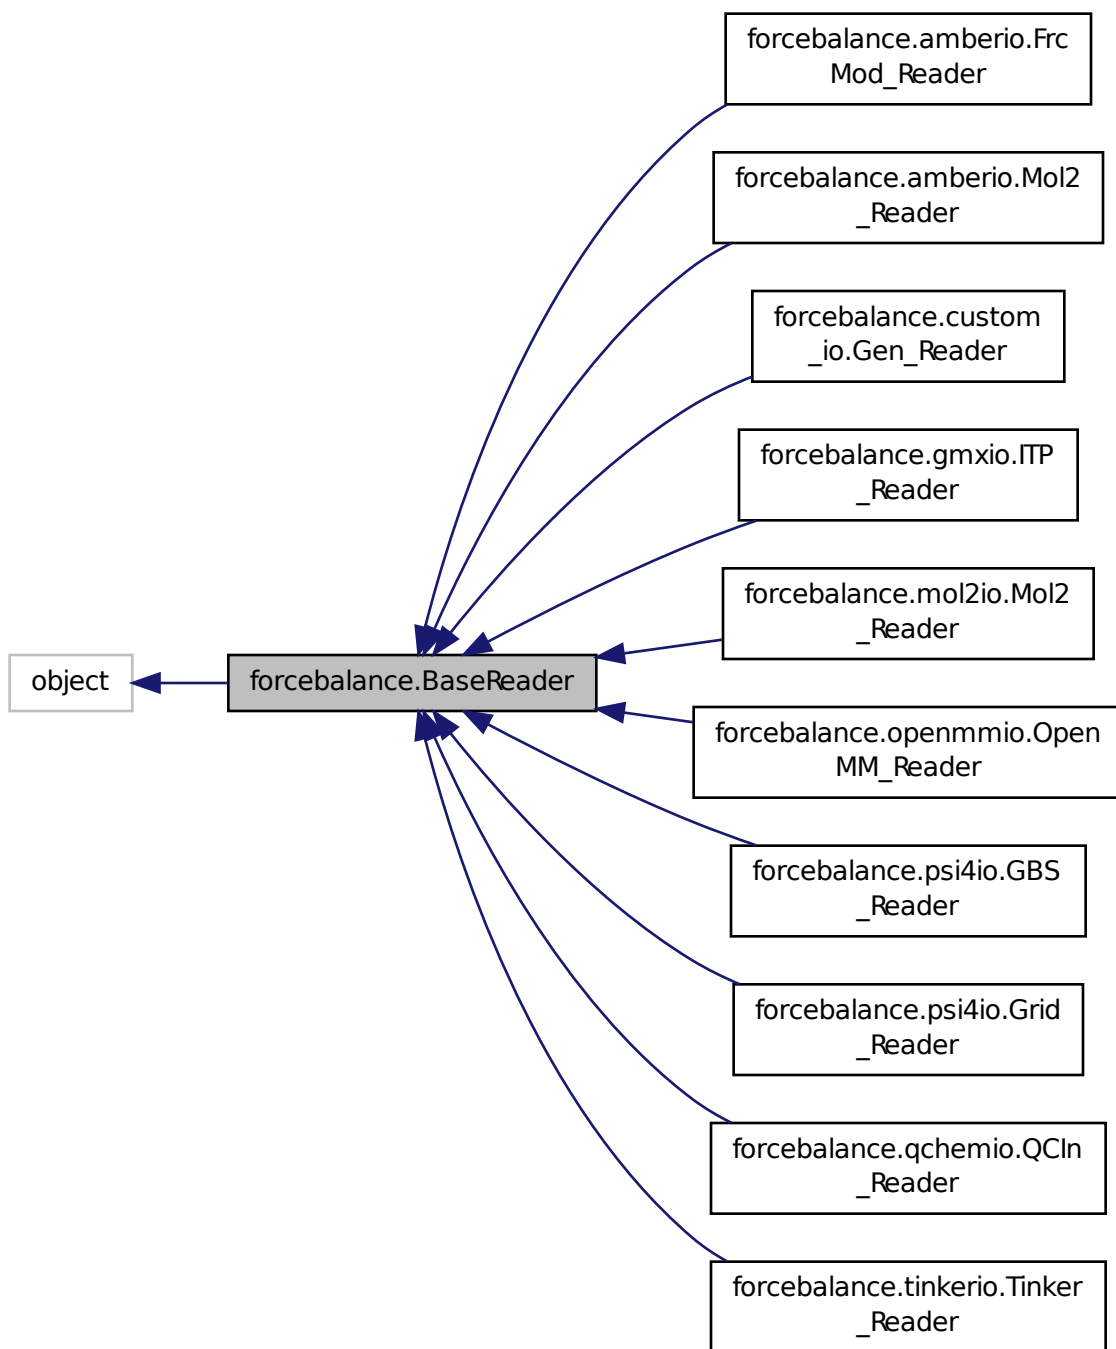 forcebalance.amberio.Frc
Mod_Reader
forcebalance.amberio.Mol2
_Reader
forcebalance.custom
_io.Gen_Reader
forcebalance.gmxio.ITP
_Reader
forcebalance.mol2io.Mol2
_Reader
object
forcebalance.BaseReader
forcebalance.openmmio.Open
MM_Reader
forcebalance.psi4io.GBS
_Reader
forcebalance.psi4io.Grid
_Reader
forcebalance.qchemio.QCIn
_Reader
forcebalance.tinkerio.Tinker
_Reader